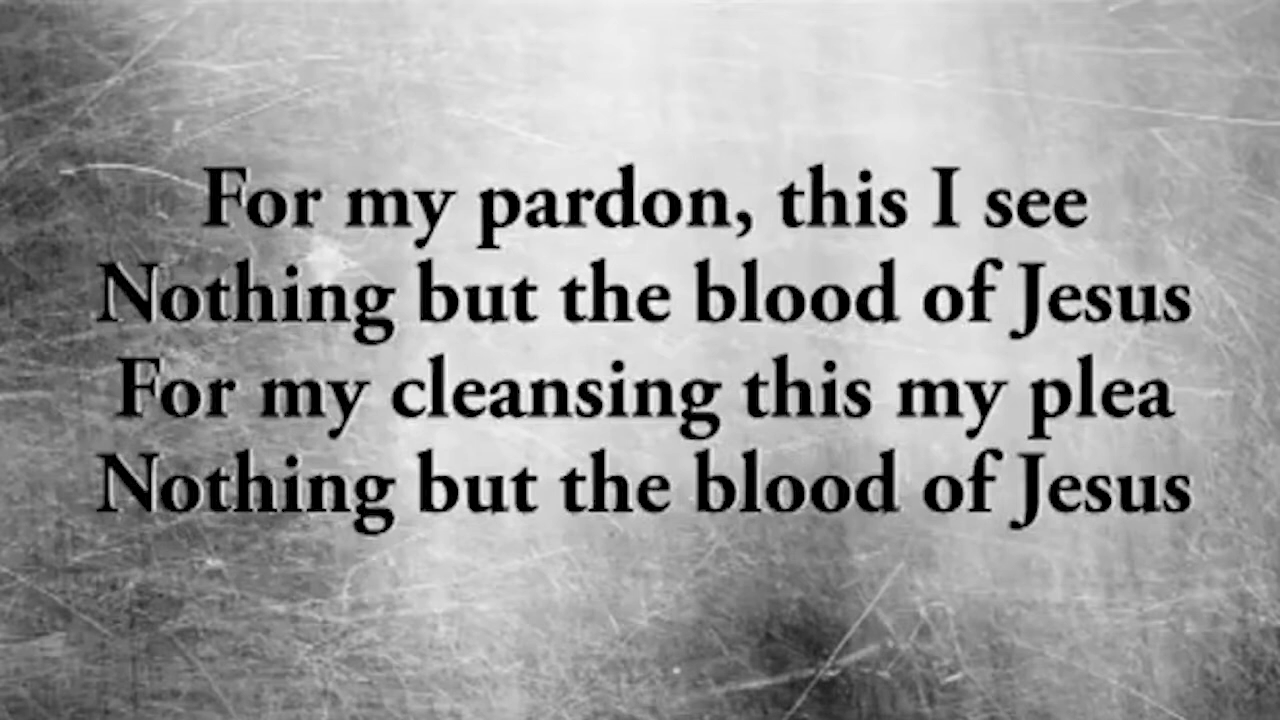 For my pardon, this I see
Nothing but the blood of Jesus
For my cleansing this my plea
Nothing but the blood of Jesus